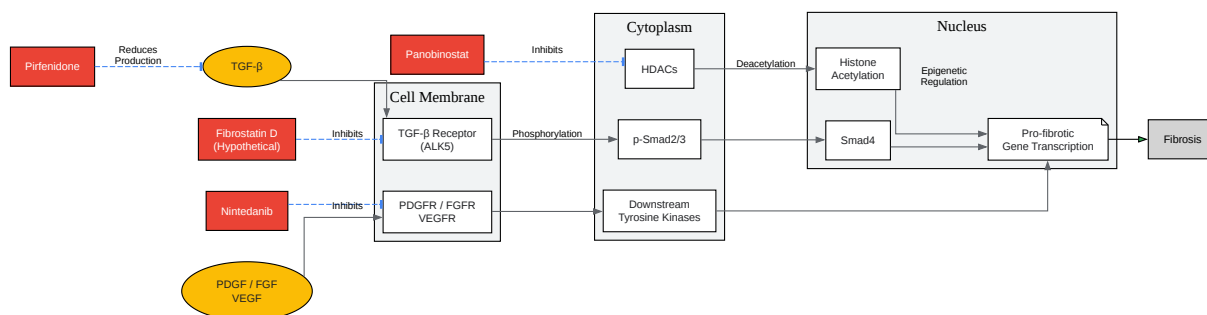 Nucleus
Cytoplasm
Cell Membrane
Pirfenidone
Reduces
Production
TGF-β
Panobinostat
Inhibits
HDACs
Deacetylation
Histone
Acetylation
Epigenetic
Regulation
Fibrostatin D
(Hypothetical)
Inhibits
TGF-β Receptor
(ALK5)
Phosphorylation
p-Smad2/3
Smad4
Pro-fibrotic
Gene Transcription
Fibrosis
Nintedanib
Inhibits
PDGFR / FGFR
VEGFR
Downstream
Tyrosine Kinases
PDGF / FGF
VEGF